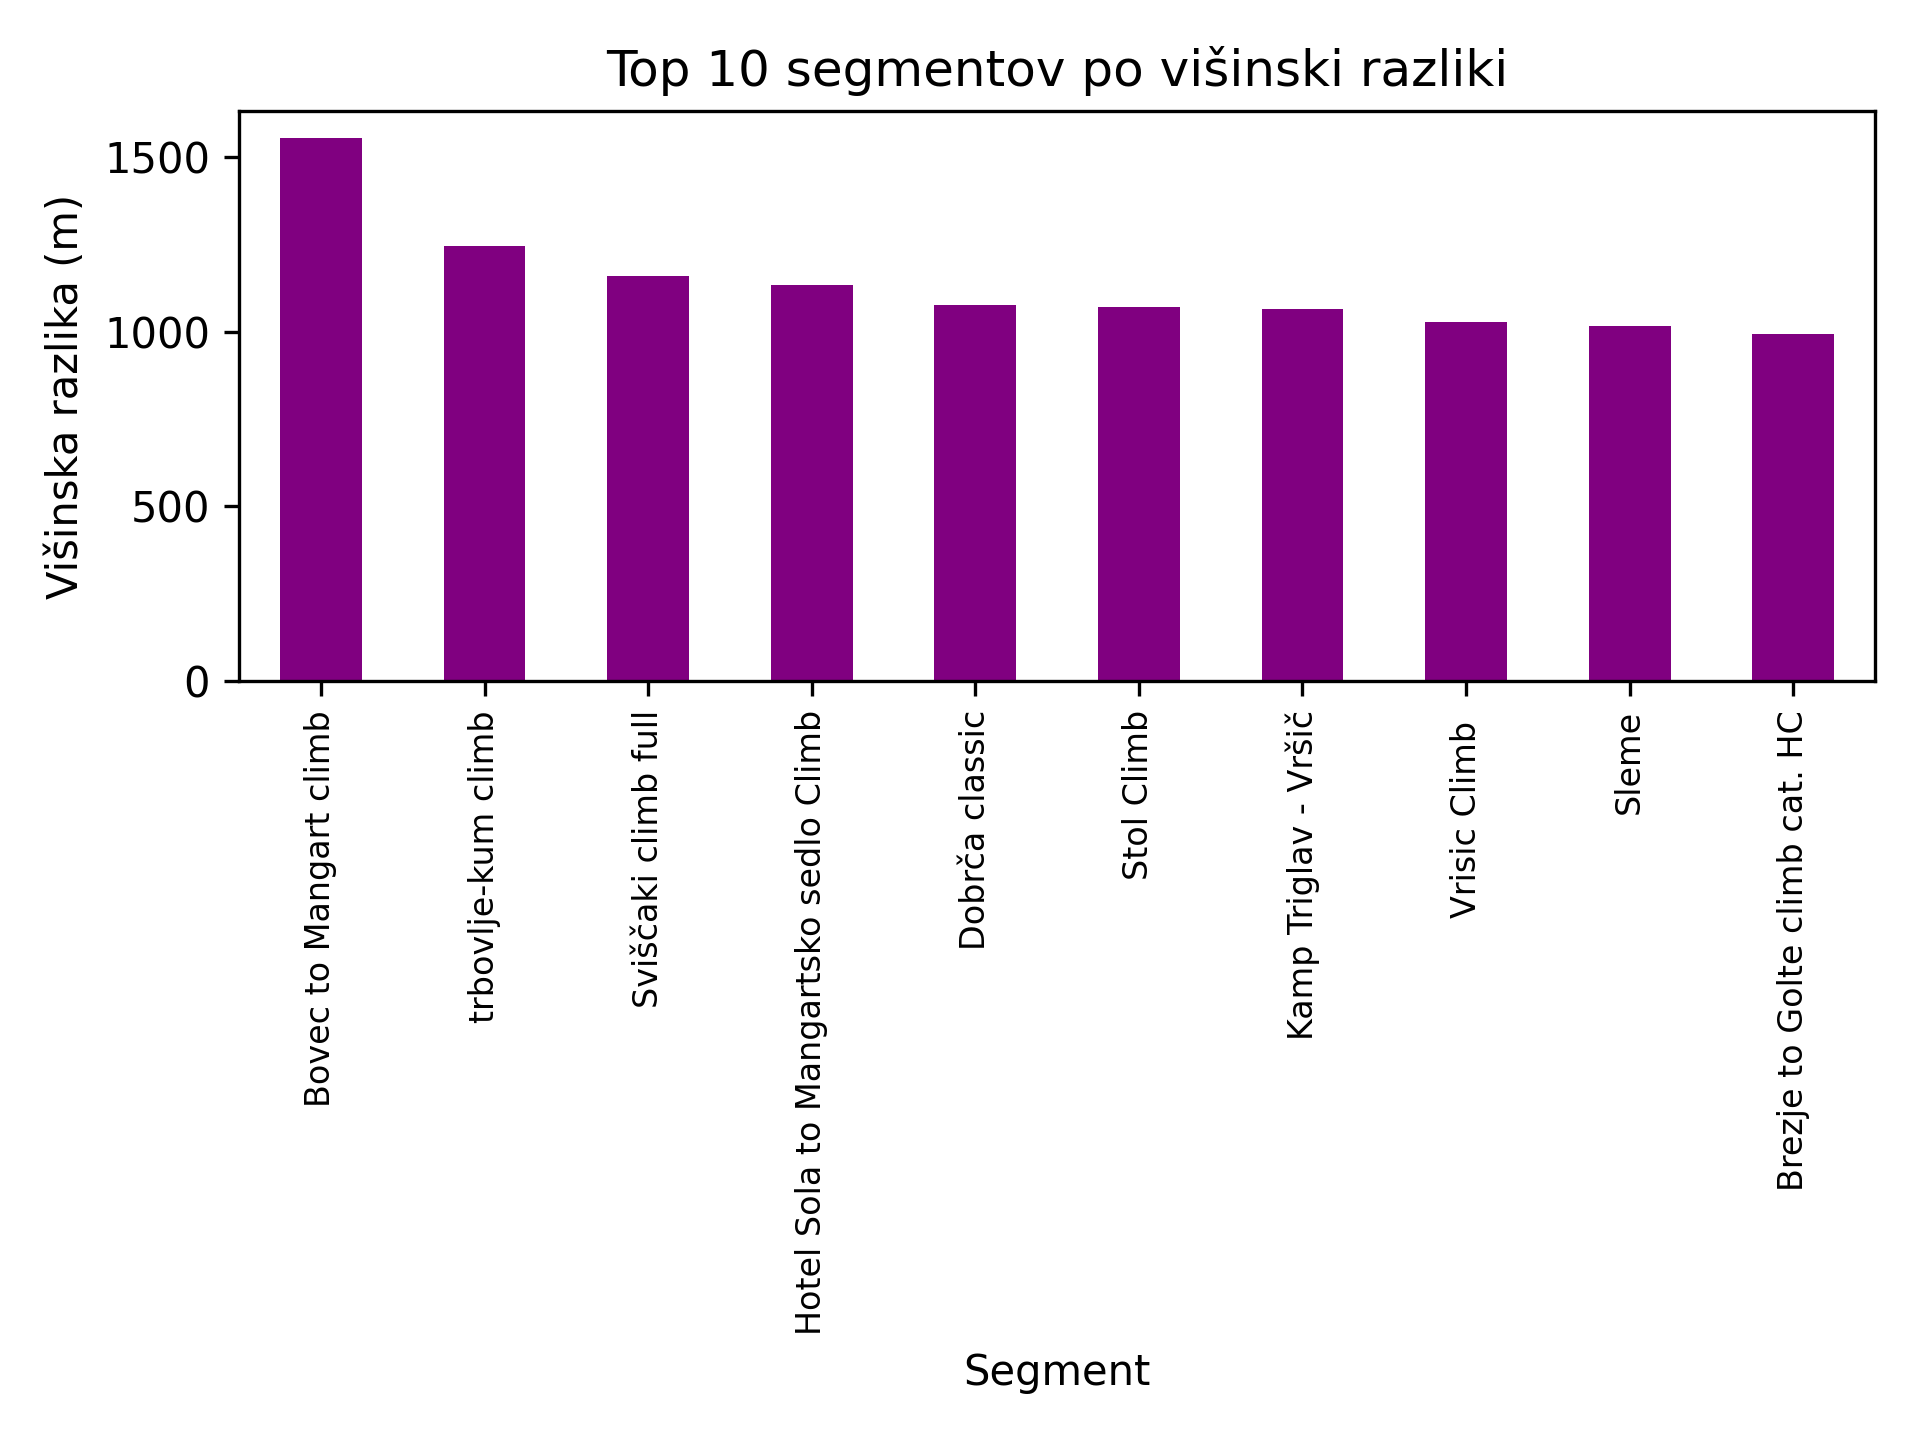 Top 10 segmentov po višinski razliki
Višinska razlika (m)
1500
1000
500
0
Bovec to Mangart climb
trbovlje-kum climb
Sviščaki climb full
Hotel Sola to Mangartsko sedlo Climb
Dobrča classic
Stol Climb
Kamp Triglav - Vršič
Vrisic Climb
Sleme
Brezje to Golte climb cat. HC
Segment